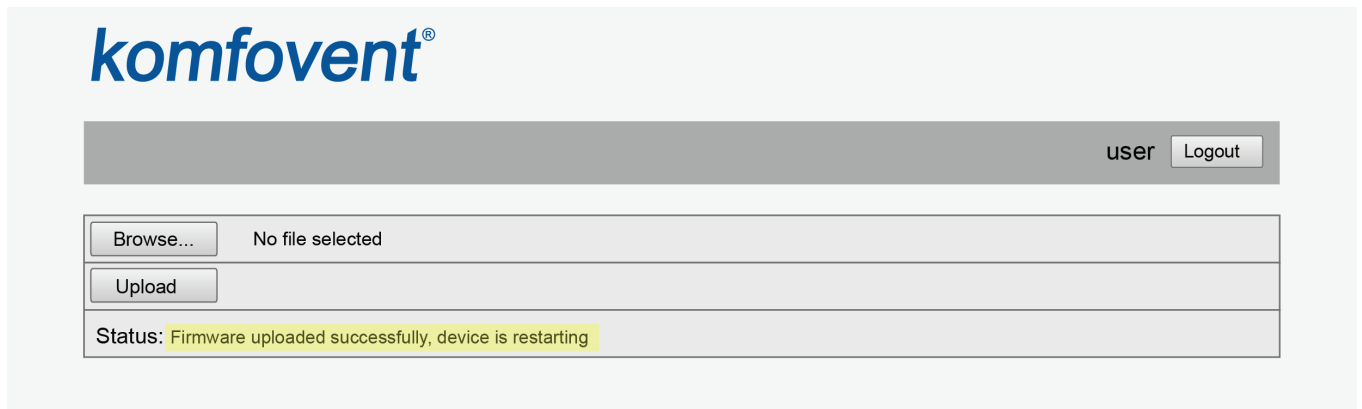 komfovent®
user Logout
Browse... No file selected
Upload
Status: Firmware uploaded successfully, device is restarting